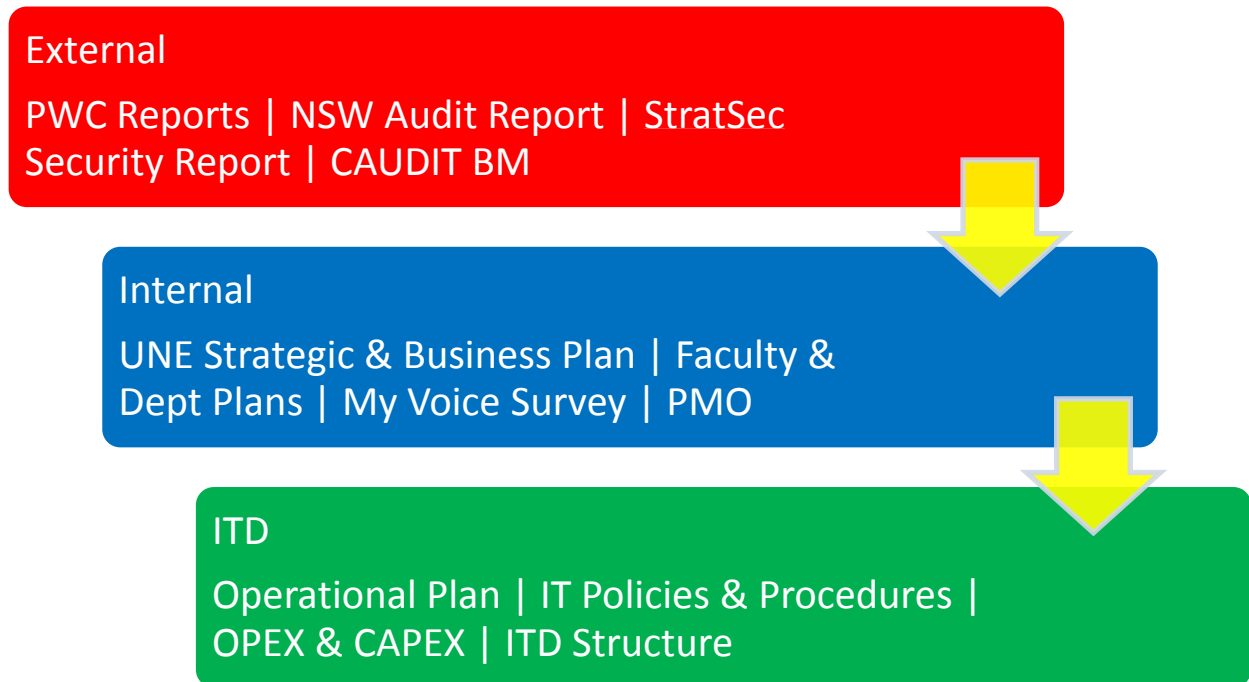 External
PWC Reports | NSW Audit Report | StratSec
Security Report | CAUDIT BM
Internal
UNE Strategic & Business Plan | Faculty &
Dept Plans | My Voice Survey | PMO
ITD
Operational Plan | IT Policies & Procedures |
OPEX & CAPEX | ITD Structure